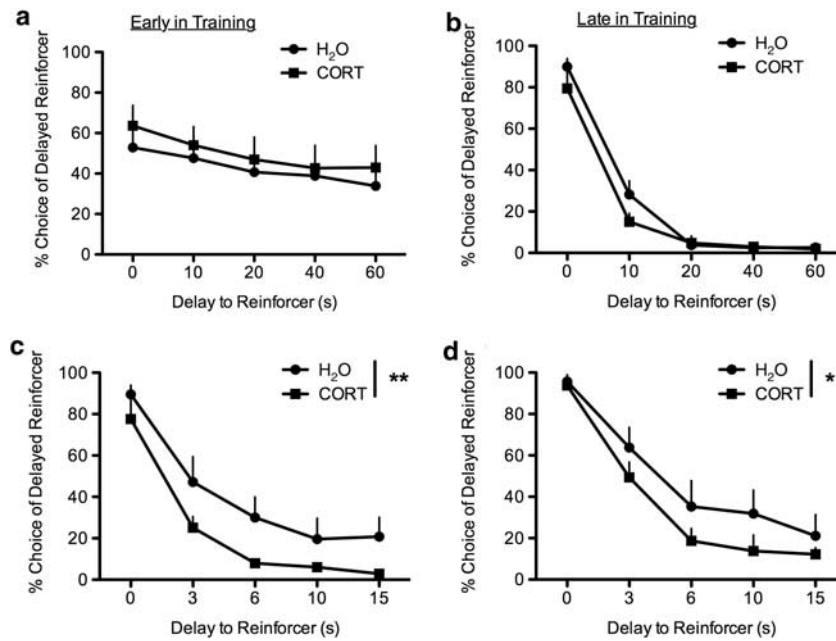 a
Early in Training
H₂O
CORT
% Choice of Delayed Reinforcer
100
80
60
40
20
0
0 10 20 40 60
Delay to Reinforcer (s)
b
Late in Training
H₂O
CORT
% Choice of Delayed Reinforcer
100
80
60
40
20
0
0 10 20 40 60
Delay to Reinforcer (s)
c
H₂O
CORT
**
% Choice of Delayed Reinforcer
100
80
60
40
20
0
0 3 6 10 15
Delay to Reinforcer (s)
d
H₂O
CORT
*
% Choice of Delayed Reinforcer
100
80
60
40
20
0
0 3 6 10 15
Delay to Reinforcer (s)